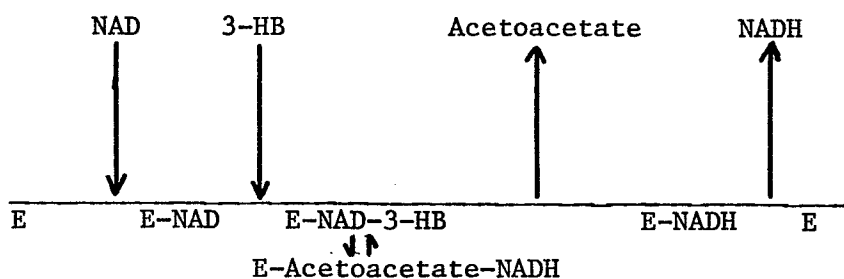 NAD 3-HB Acetoacetate NADH
E E-NAD E-NAD-3-HB E-NADH E
E-Acetoacetate-NADH